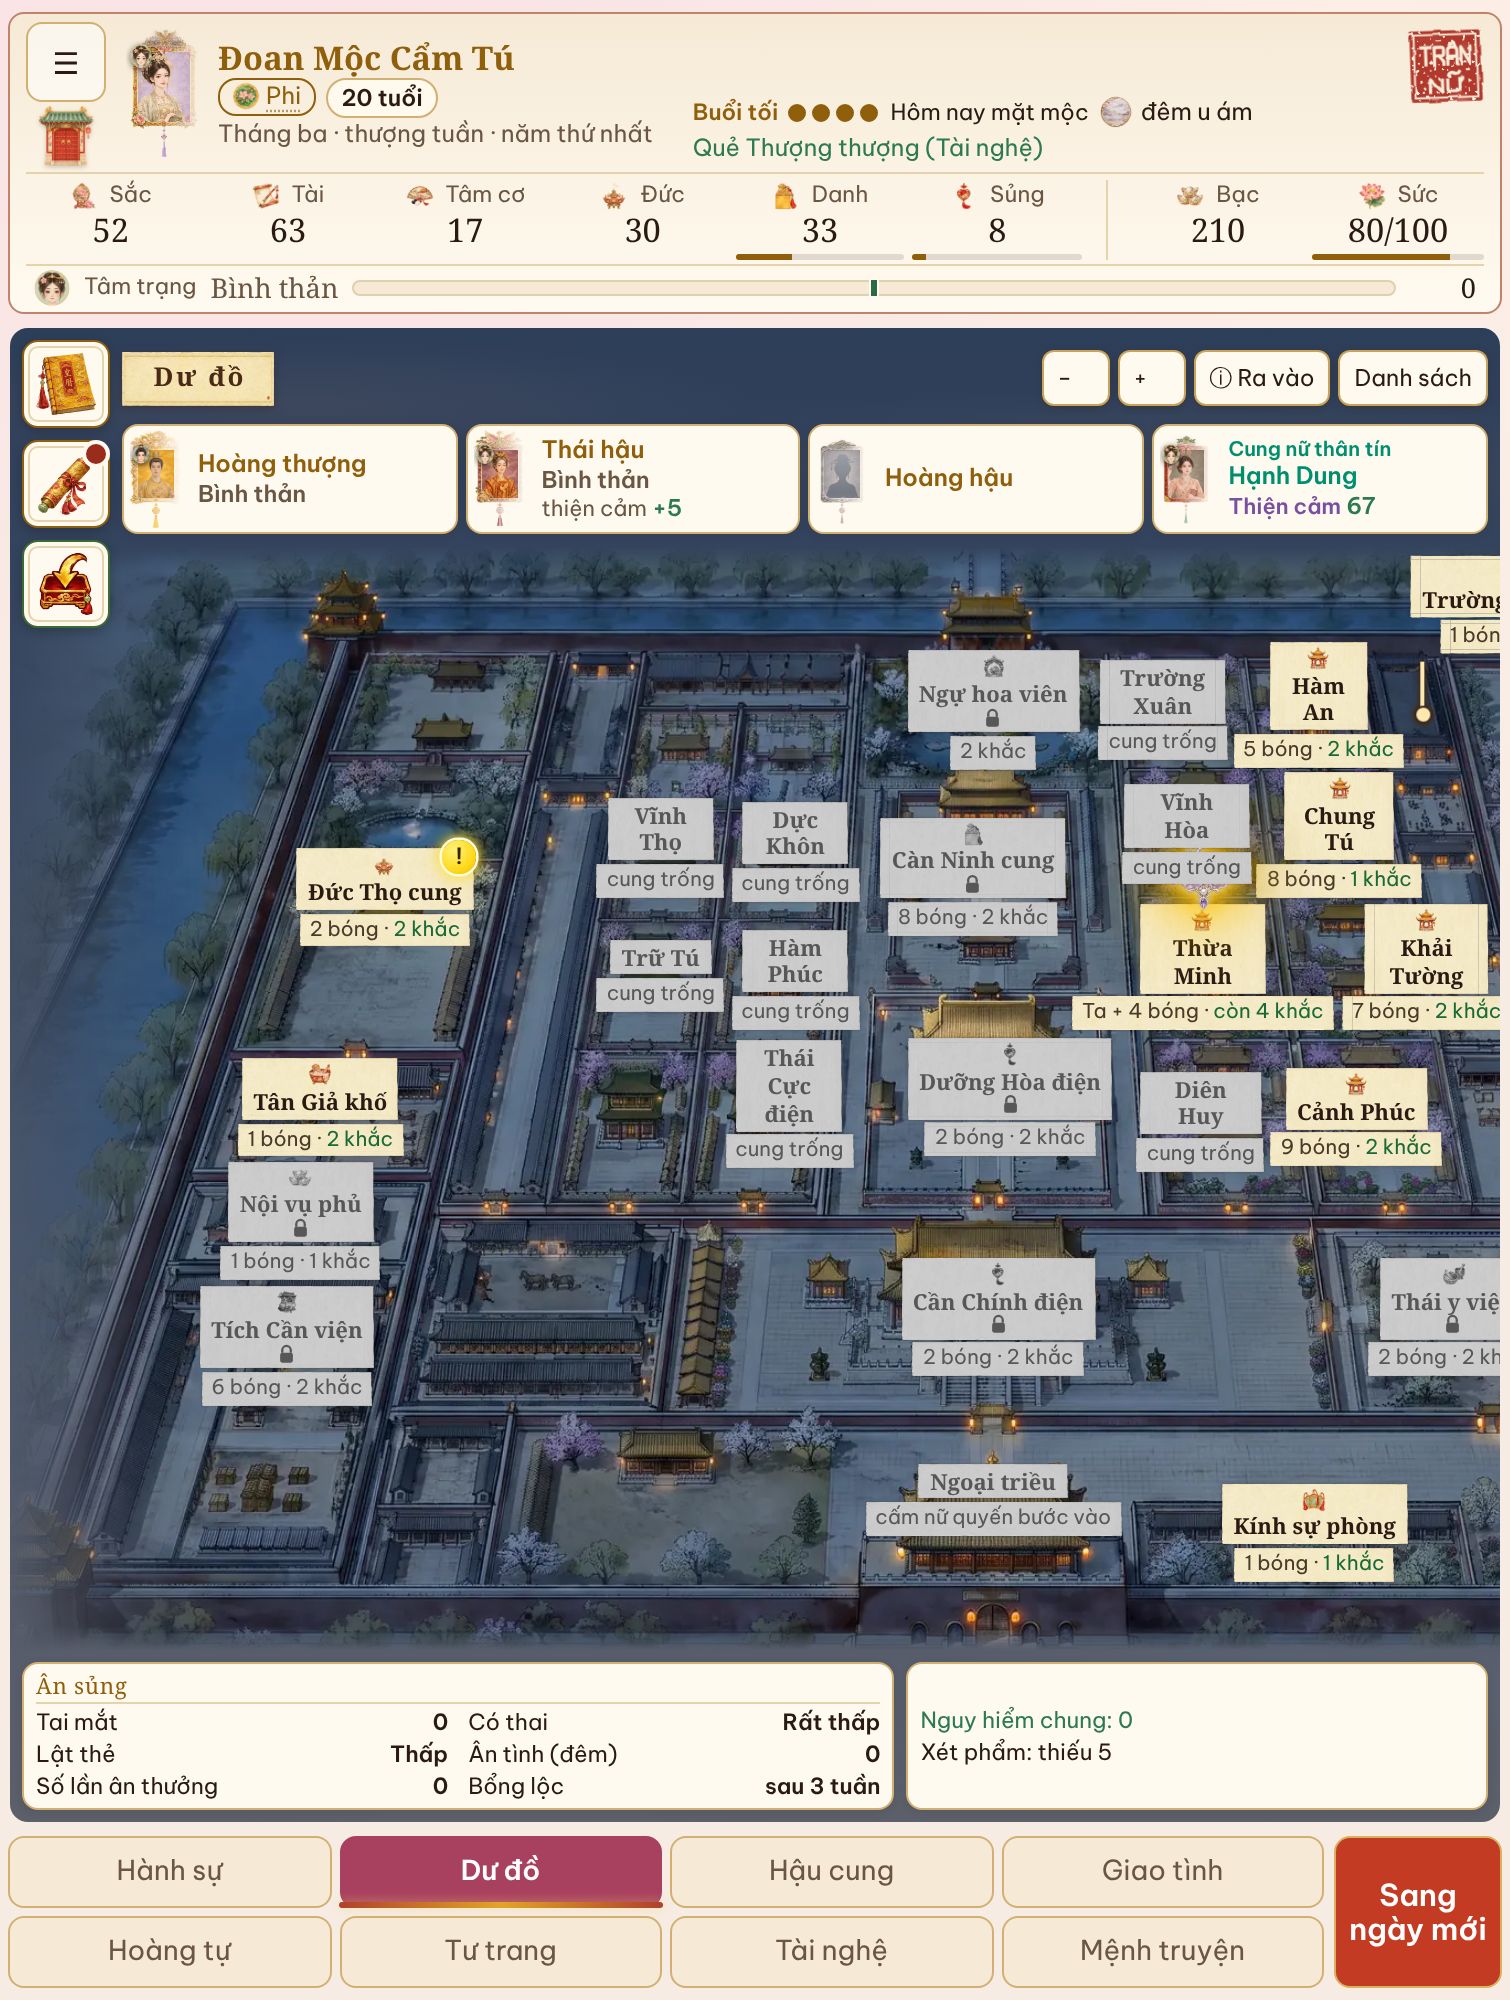 ☰
Đoan Mộc Cẩm Tú
Phi
20 tuổi
Tháng ba · thượng tuần · năm thứ nhất
Buổi tối
Hôm nay mặt mộc
đêm u ám
Quẻ Thượng thượng (Tài nghệ)
TRÂN
NỮ
Sắc
52
Tài
63
Tâm cơ
17
Đức
30
Danh
33
Sủng
8
Bạc
210
Sức
80/100
Tâm trạng
Bình thản
0
Dư đồ
−
+
ⓘ Ra vào
Danh sách
Hoàng thượng
Bình thản
Thái hậu
Bình thản
thiện cảm +5
Hoàng hậu
Cung nữ thân tín
Hạnh Dung
Thiện cảm 67
Trường
1 bón
Ngự hoa viên
2 khắc
Trường
Xuân
cung trống
Hàm
An
5 bóng · 2 khắc
Vĩnh
Thọ
cung trống
Dực
Khôn
cung trống
Càn Ninh cung
8 bóng · 2 khắc
Vĩnh
Hòa
cung trống
Chung
Tú
8 bóng · 1 khắc
!
Đức Thọ cung
2 bóng · 2 khắc
Trữ Tú
cung trống
Hàm
Phúc
cung trống
Thừa
Minh
Ta + 4 bóng · còn 4 khắc
Khải
Tường
7 bóng · 2 khắc
Thái
Cực
điện
cung trống
Dưỡng Hòa điện
2 bóng · 2 khắc
Diên
Huy
cung trống
Cảnh Phúc
9 bóng · 2 khắc
Tân Giả khố
1 bóng · 2 khắc
Nội vụ phủ
1 bóng · 1 khắc
Tích Cần viện
6 bóng · 2 khắc
Cần Chính điện
2 bóng · 2 khắc
Thái y việ
2 bóng · 2 kh
Ngoại triều
cấm nữ quyến bước vào
Kính sự phòng
1 bóng · 1 khắc
Ân sủng
Tai mắt 0
Có thai Rất thấp
Lật thẻ Thấp
Ân tình (đêm) 0
Số lần ân thưởng 0
Bổng lộc sau 3 tuần
Nguy hiểm chung: 0
Xét phẩm: thiếu 5
Hành sự
Dư đồ
Hậu cung
Giao tình
Hoàng tự
Tư trang
Tài nghệ
Mệnh truyện
Sang
ngày mới